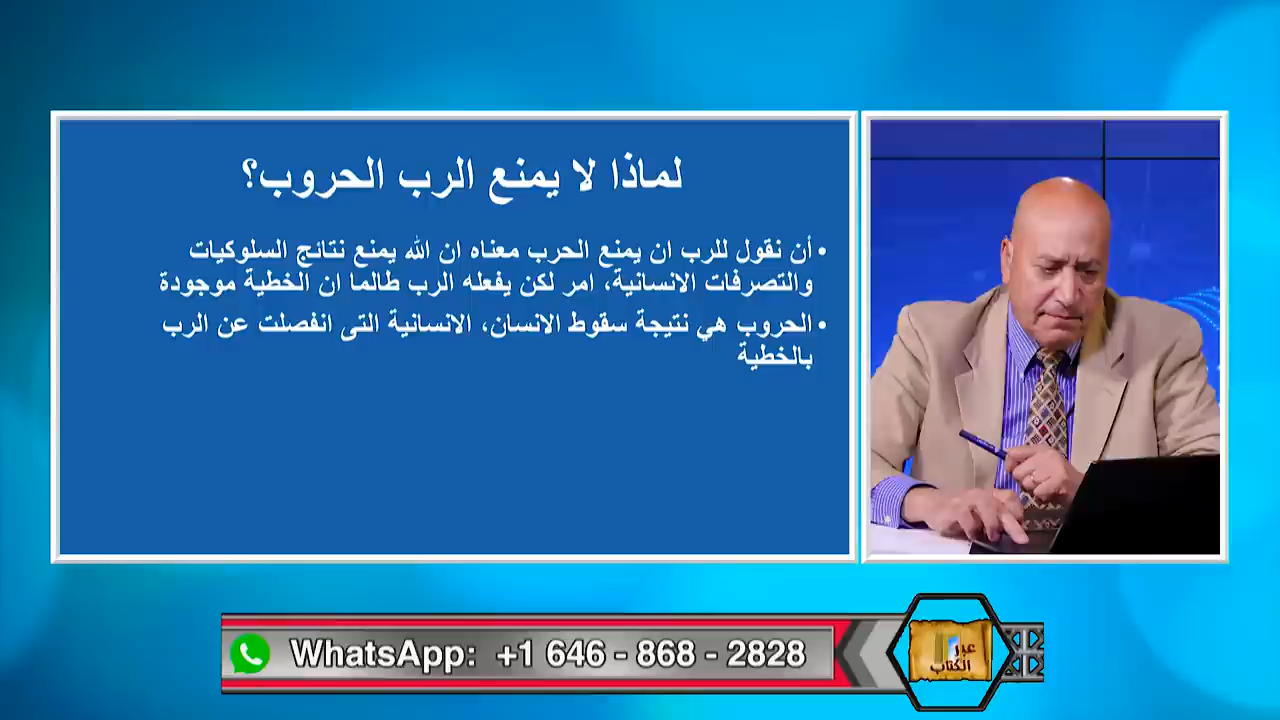 لماذا لا يمنع الرب الحروب؟
• أن نقول للرب ان يمنع الحرب معناه ان الله يمنع نتائج السلوكيات
والتصرفات الانسانية، امر لكن يفعله الرب طالما ان الخطية موجودة
• الحروب هي نتيجة سقوط الانسان، الانسانية التى انفصلت عن الرب
بالخطية
WhatsApp: +1 646 - 868 - 2828
عبر
الكتاب